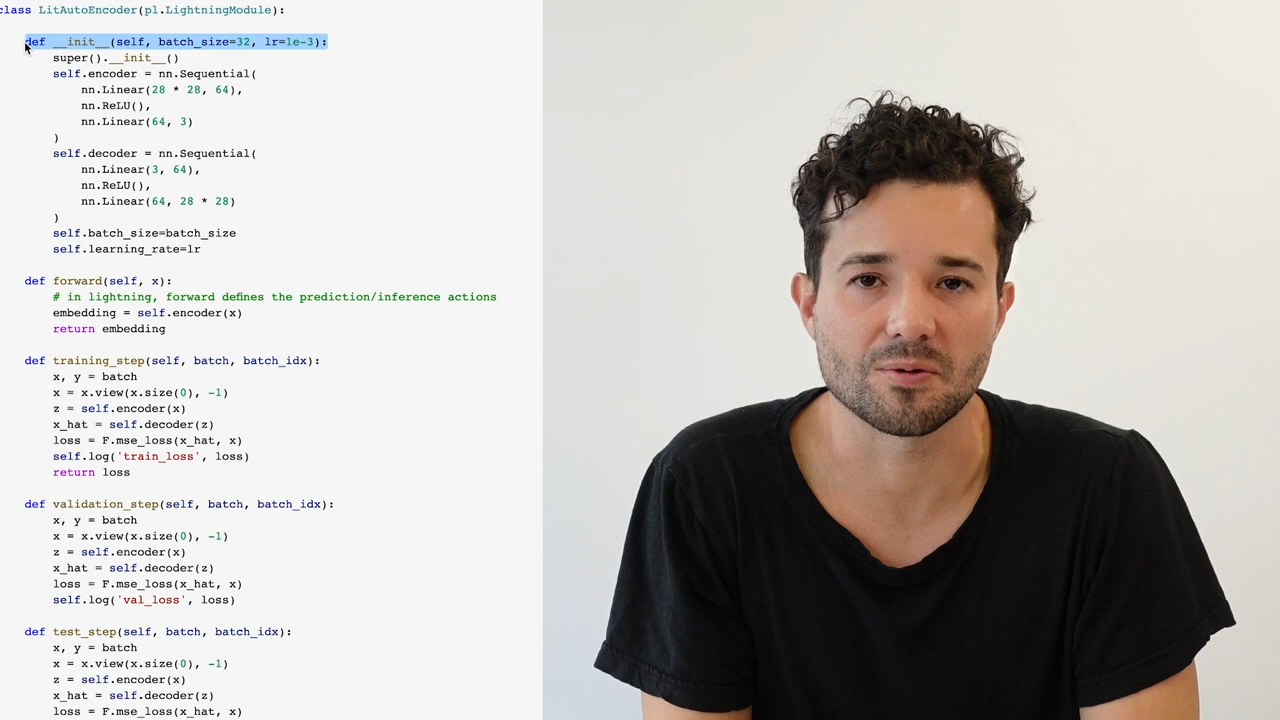 class LitAutoEncoder(pl.LightningModule):
def __init__(self, batch_size=32, lr=1e-3):
super().__init__()
self.encoder = nn.Sequential(
nn.Linear(28 * 28, 64),
nn.ReLU(),
nn.Linear(64, 3)
)
self.decoder = nn.Sequential(
nn.Linear(3, 64),
nn.ReLU(),
nn.Linear(64, 28 * 28)
)
self.batch_size=batch_size
self.learning_rate=lr
def forward(self, x):
# in lightning, forward defines the prediction/inference actions
embedding = self.encoder(x)
return embedding
def training_step(self, batch, batch_idx):
x, y = batch
x = x.view(x.size(0), -1)
z = self.encoder(x)
x_hat = self.decoder(z)
loss = F.mse_loss(x_hat, x)
self.log('train_loss', loss)
return loss
def validation_step(self, batch, batch_idx):
x, y = batch
x = x.view(x.size(0), -1)
z = self.encoder(x)
x_hat = self.decoder(z)
loss = F.mse_loss(x_hat, x)
self.log('val_loss', loss)
def test_step(self, batch, batch_idx):
x, y = batch
x = x.view(x.size(0), -1)
z = self.encoder(x)
x_hat = self.decoder(z)
loss = F.mse_loss(x_hat, x)